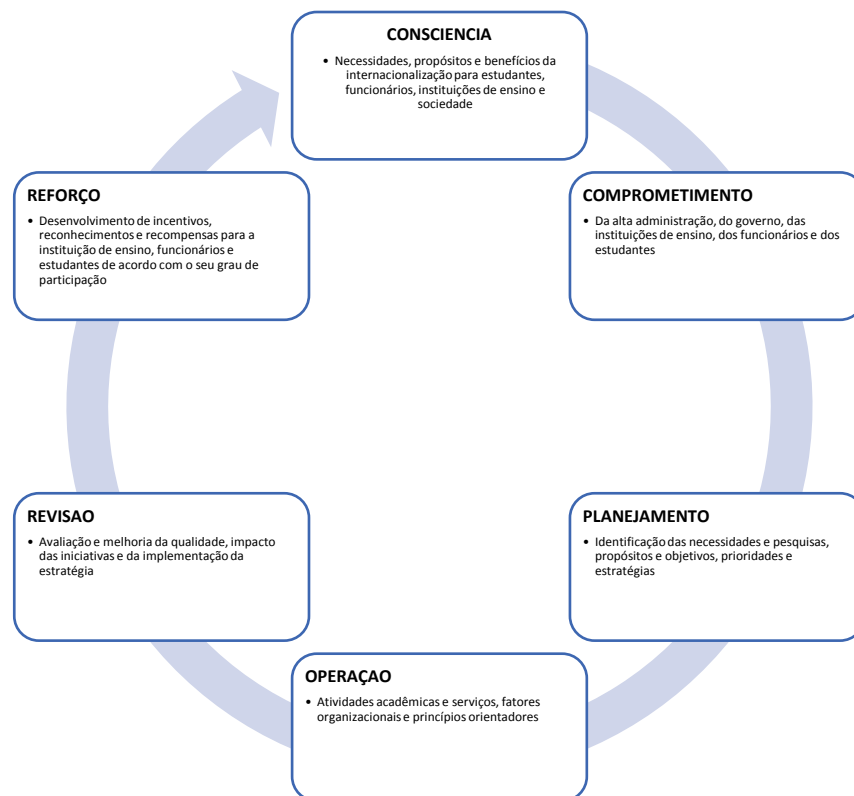 CONSCIENCIA
• Necessidades, propósitos e benefícios da
internacionalização para estudantes,
funcionários, instituições de ensino e
sociedade
COMPROMETIMENTO
• Da alta administração, do governo, das
instituições de ensino, dos funcionários e dos
estudantes
PLANEJAMENTO
• Identificação das necessidades e pesquisas,
propósitos e objetivos, prioridades e
estratégias
OPERAÇAO
• Atividades acadêmicas e serviços, fatores
organizacionais e princípios orientadores
REVISAO
• Avaliação e melhoria da qualidade, impacto
das iniciativas e da implementação da
estratégia
REFORÇO
• Desenvolvimento de incentivos,
reconhecimentos e recompensas para a
instituição de ensino, funcionários e
estudantes de acordo com o seu grau de
participação